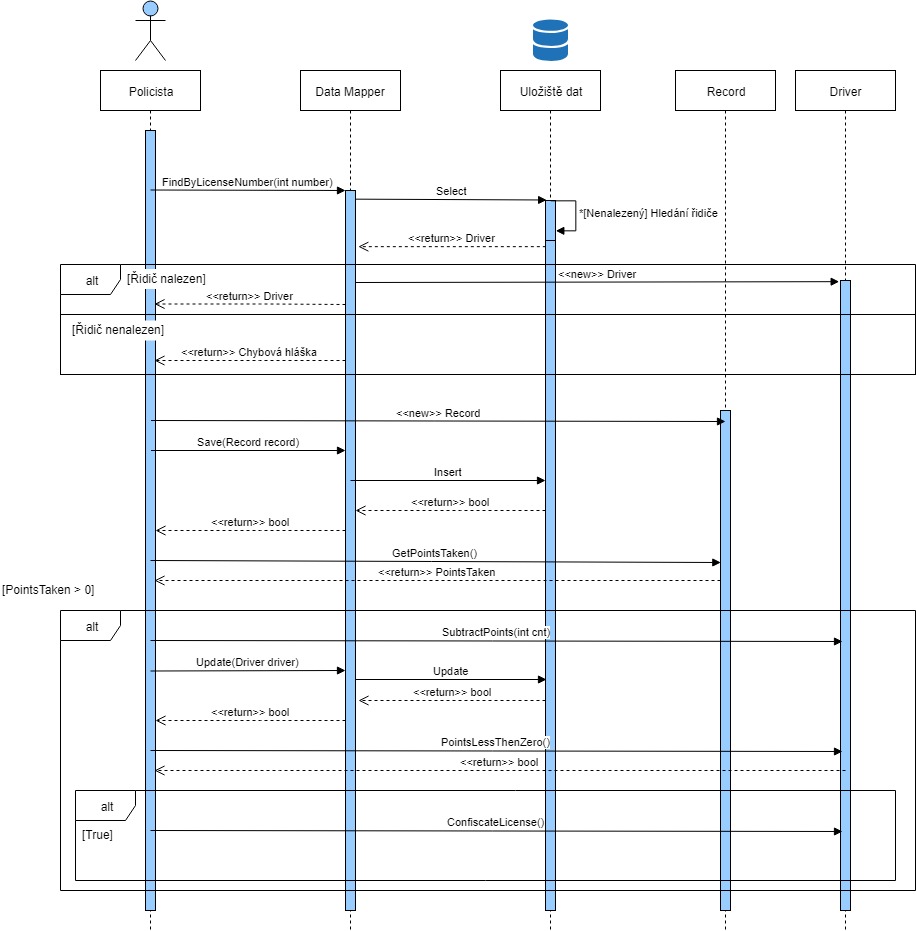 Policista
Data Mapper
Uložiště dat
Record
Driver
FindByLicenseNumber(int number)
Select
*[Nenalezený] Hledání řidiče
<<return>> Driver
alt
[Řidič nalezen]
<<new>> Driver
<<return>> Driver
[Řidič nenalezen]
<<return>> Chybová hláška
<<new>> Record
Save(Record record)
Insert
<<return>> bool
<<return>> bool
GetPointsTaken()
<<return>> PointsTaken
[PointsTaken > 0]
alt
SubtractPoints(int cnt)
Update(Driver driver)
Update
<<return>> bool
<<return>> bool
PointsLessThenZero()
<<return>> bool
alt
ConfiscateLicense()
[True]